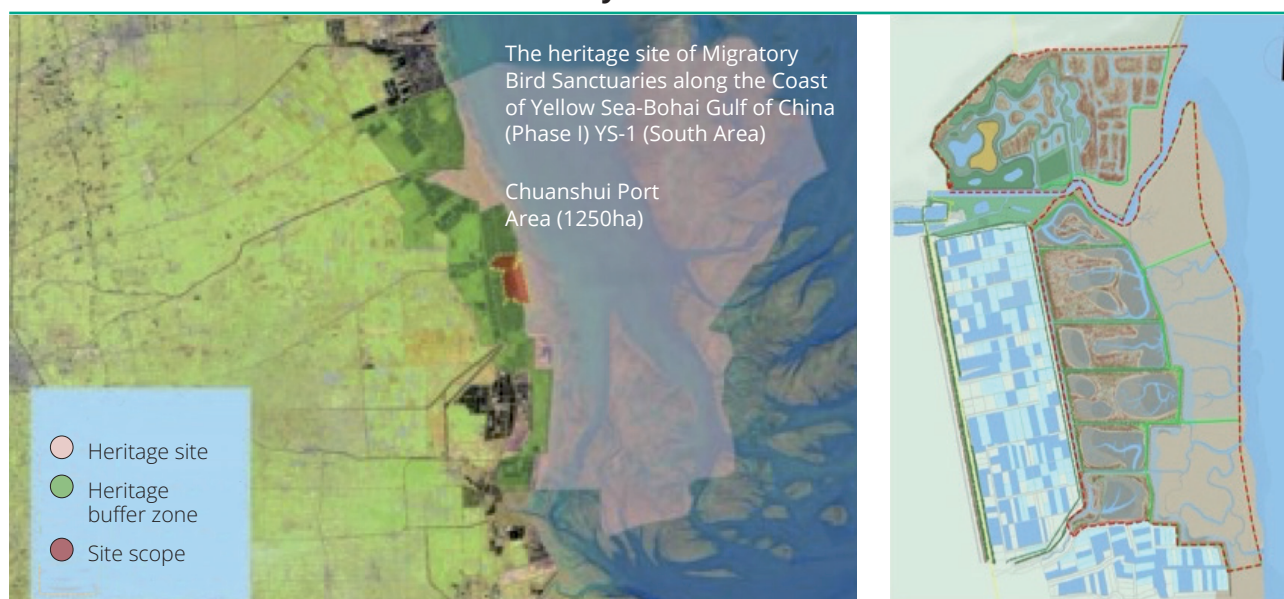 The heritage site of Migratory
Bird Sanctuaries along the Coast
of Yellow Sea-Bohai Gulf of China
(Phase I) YS-1 (South Area)
Chuanshui Port
Area (1250ha)
Heritage site
Heritage
buffer zone
Site scope